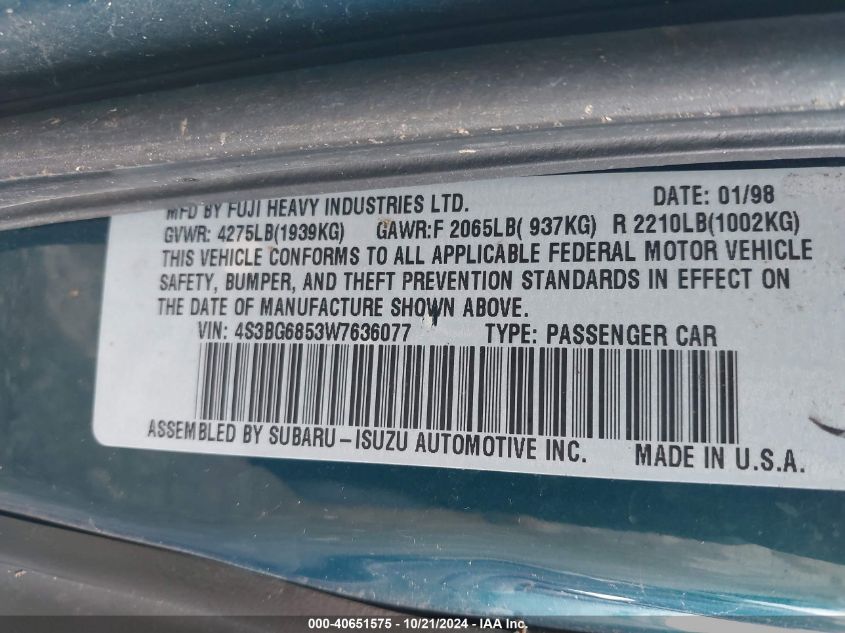 MFD BY FUJI HEAVY INDUSTRIES LTD. DATE: 01/98
GVWR: 4275LB(1939KG) GAWR:F 2065LB( 937KG) R 2210LB(1002KG)
THIS VEHICLE CONFORMS TO ALL APPLICABLE FEDERAL MOTOR VEHICLE
SAFETY, BUMPER, AND THEFT PREVENTION STANDARDS IN EFFECT ON
THE DATE OF MANUFACTURE SHOWN ABOVE.
VIN: 4S3BG6853W7636077 TYPE: PASSENGER CAR
ASSEMBLED BY SUBARU-ISUZU AUTOMOTIVE INC. MADE IN U.S.A.
000-40651575 - 10/21/2024 - IAA Inc.